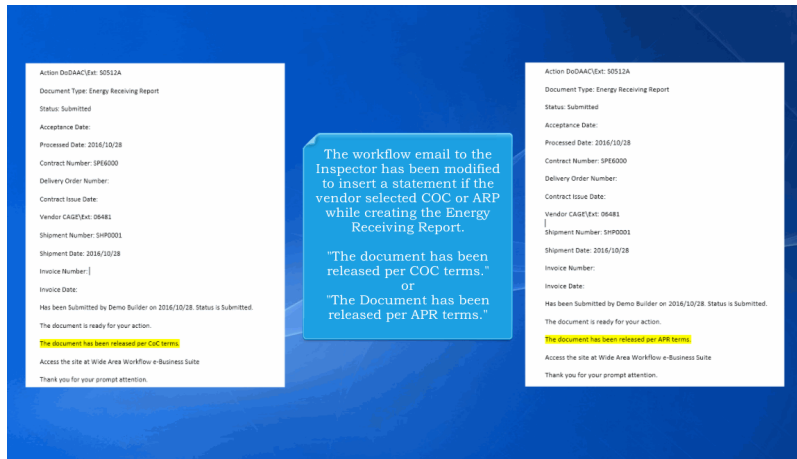 Action DoDAAC\Ext: S0512A
Document Type: Energy Receiving Report
Status: Submitted
Acceptance Date:
Processed Date: 2016/10/28
Contract Number: SPE6000
Delivery Order Number:
Contract Issue Date:
Vendor CAGE\Ext: 06481
Shipment Number: SHP0001
Shipment Date: 2016/10/28
Invoice Number:
Invoice Date:
Has been Submitted by Demo Builder on 2016/10/28. Status is Submitted.
The document is ready for your action.
The document has been released per CoC terms.
Access the site at Wide Area Workflow e-Business Suite
Thank you for your prompt attention.
The workflow email to the
Inspector has been modified
to insert a statement if the
vendor selected COC or ARP
while creating the Energy
Receiving Report.
"The document has been
released per COC terms."
or
"The Document has been
released per APR terms."
Action DoDAAC\Ext: S0512A
Document Type: Energy Receiving Report
Status: Submitted
Acceptance Date:
Processed Date: 2016/10/28
Contract Number: SPE6000
Delivery Order Number:
Contract Issue Date:
Vendor CAGE\Ext: 06481
Shipment Number: SHP0001
Shipment Date: 2016/10/28
Invoice Number:
Invoice Date:
Has been Submitted by Demo Builder on 2016/10/28. Status is Submitted.
The document is ready for your action.
The document has been released per APR terms.
Access the site at Wide Area Workflow e-Business Suite
Thank you for your prompt attention.